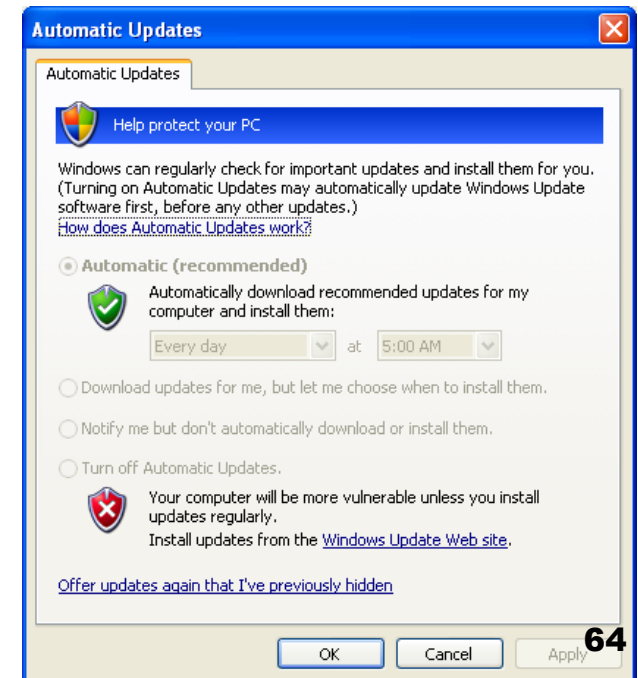 Automatic Updates
Automatic Updates
Help protect your PC
Windows can regularly check for important updates and install them for you.
(Turning on Automatic Updates may automatically update Windows Update
software first, before any other updates.)
How does Automatic Updates work?
Automatic (recommended)
Automatically download recommended updates for my
computer and install them:
Every day at 5:00 AM
Download updates for me, but let me choose when to install them.
Notify me but don't automatically download or install them.
Turn off Automatic Updates.
Your computer will be more vulnerable unless you install
updates regularly.
Install updates from the Windows Update Web site.
Offer updates again that I've previously hidden
OK Cancel Apply
64